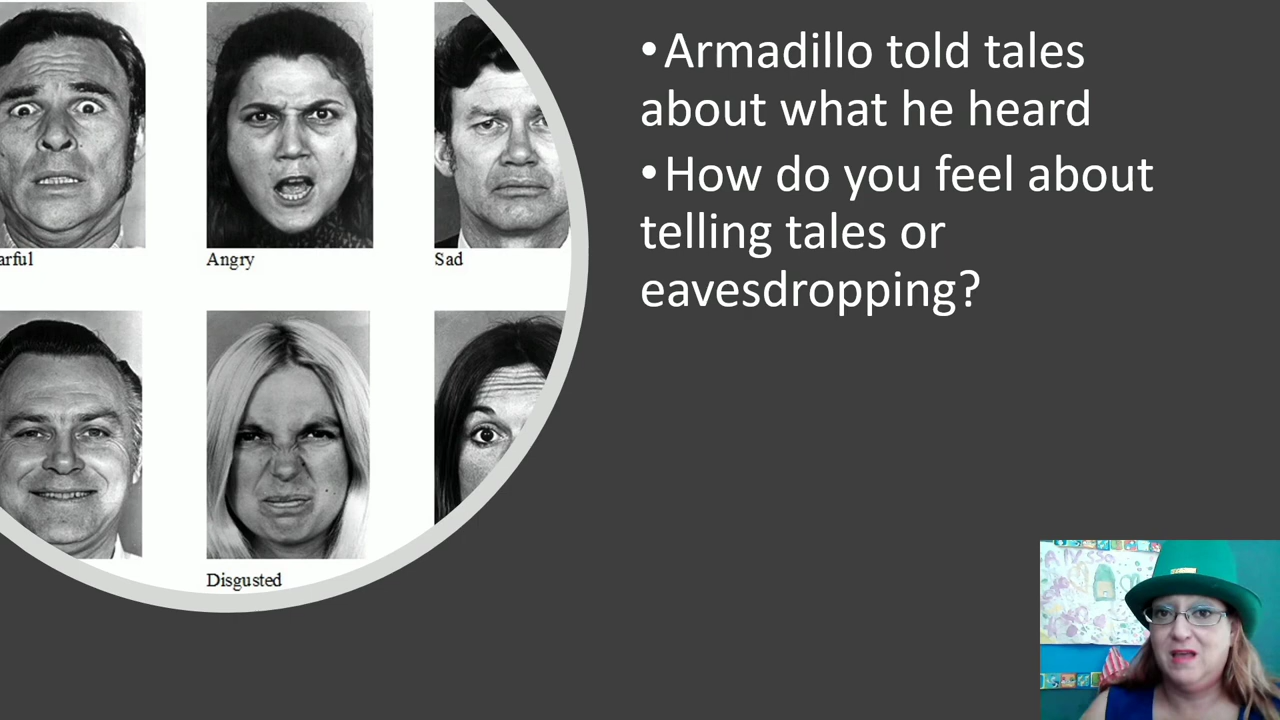 •Armadillo told tales
about what he heard
•How do you feel about
telling tales or
eavesdropping?
arful
Angry
Sad
Disgusted